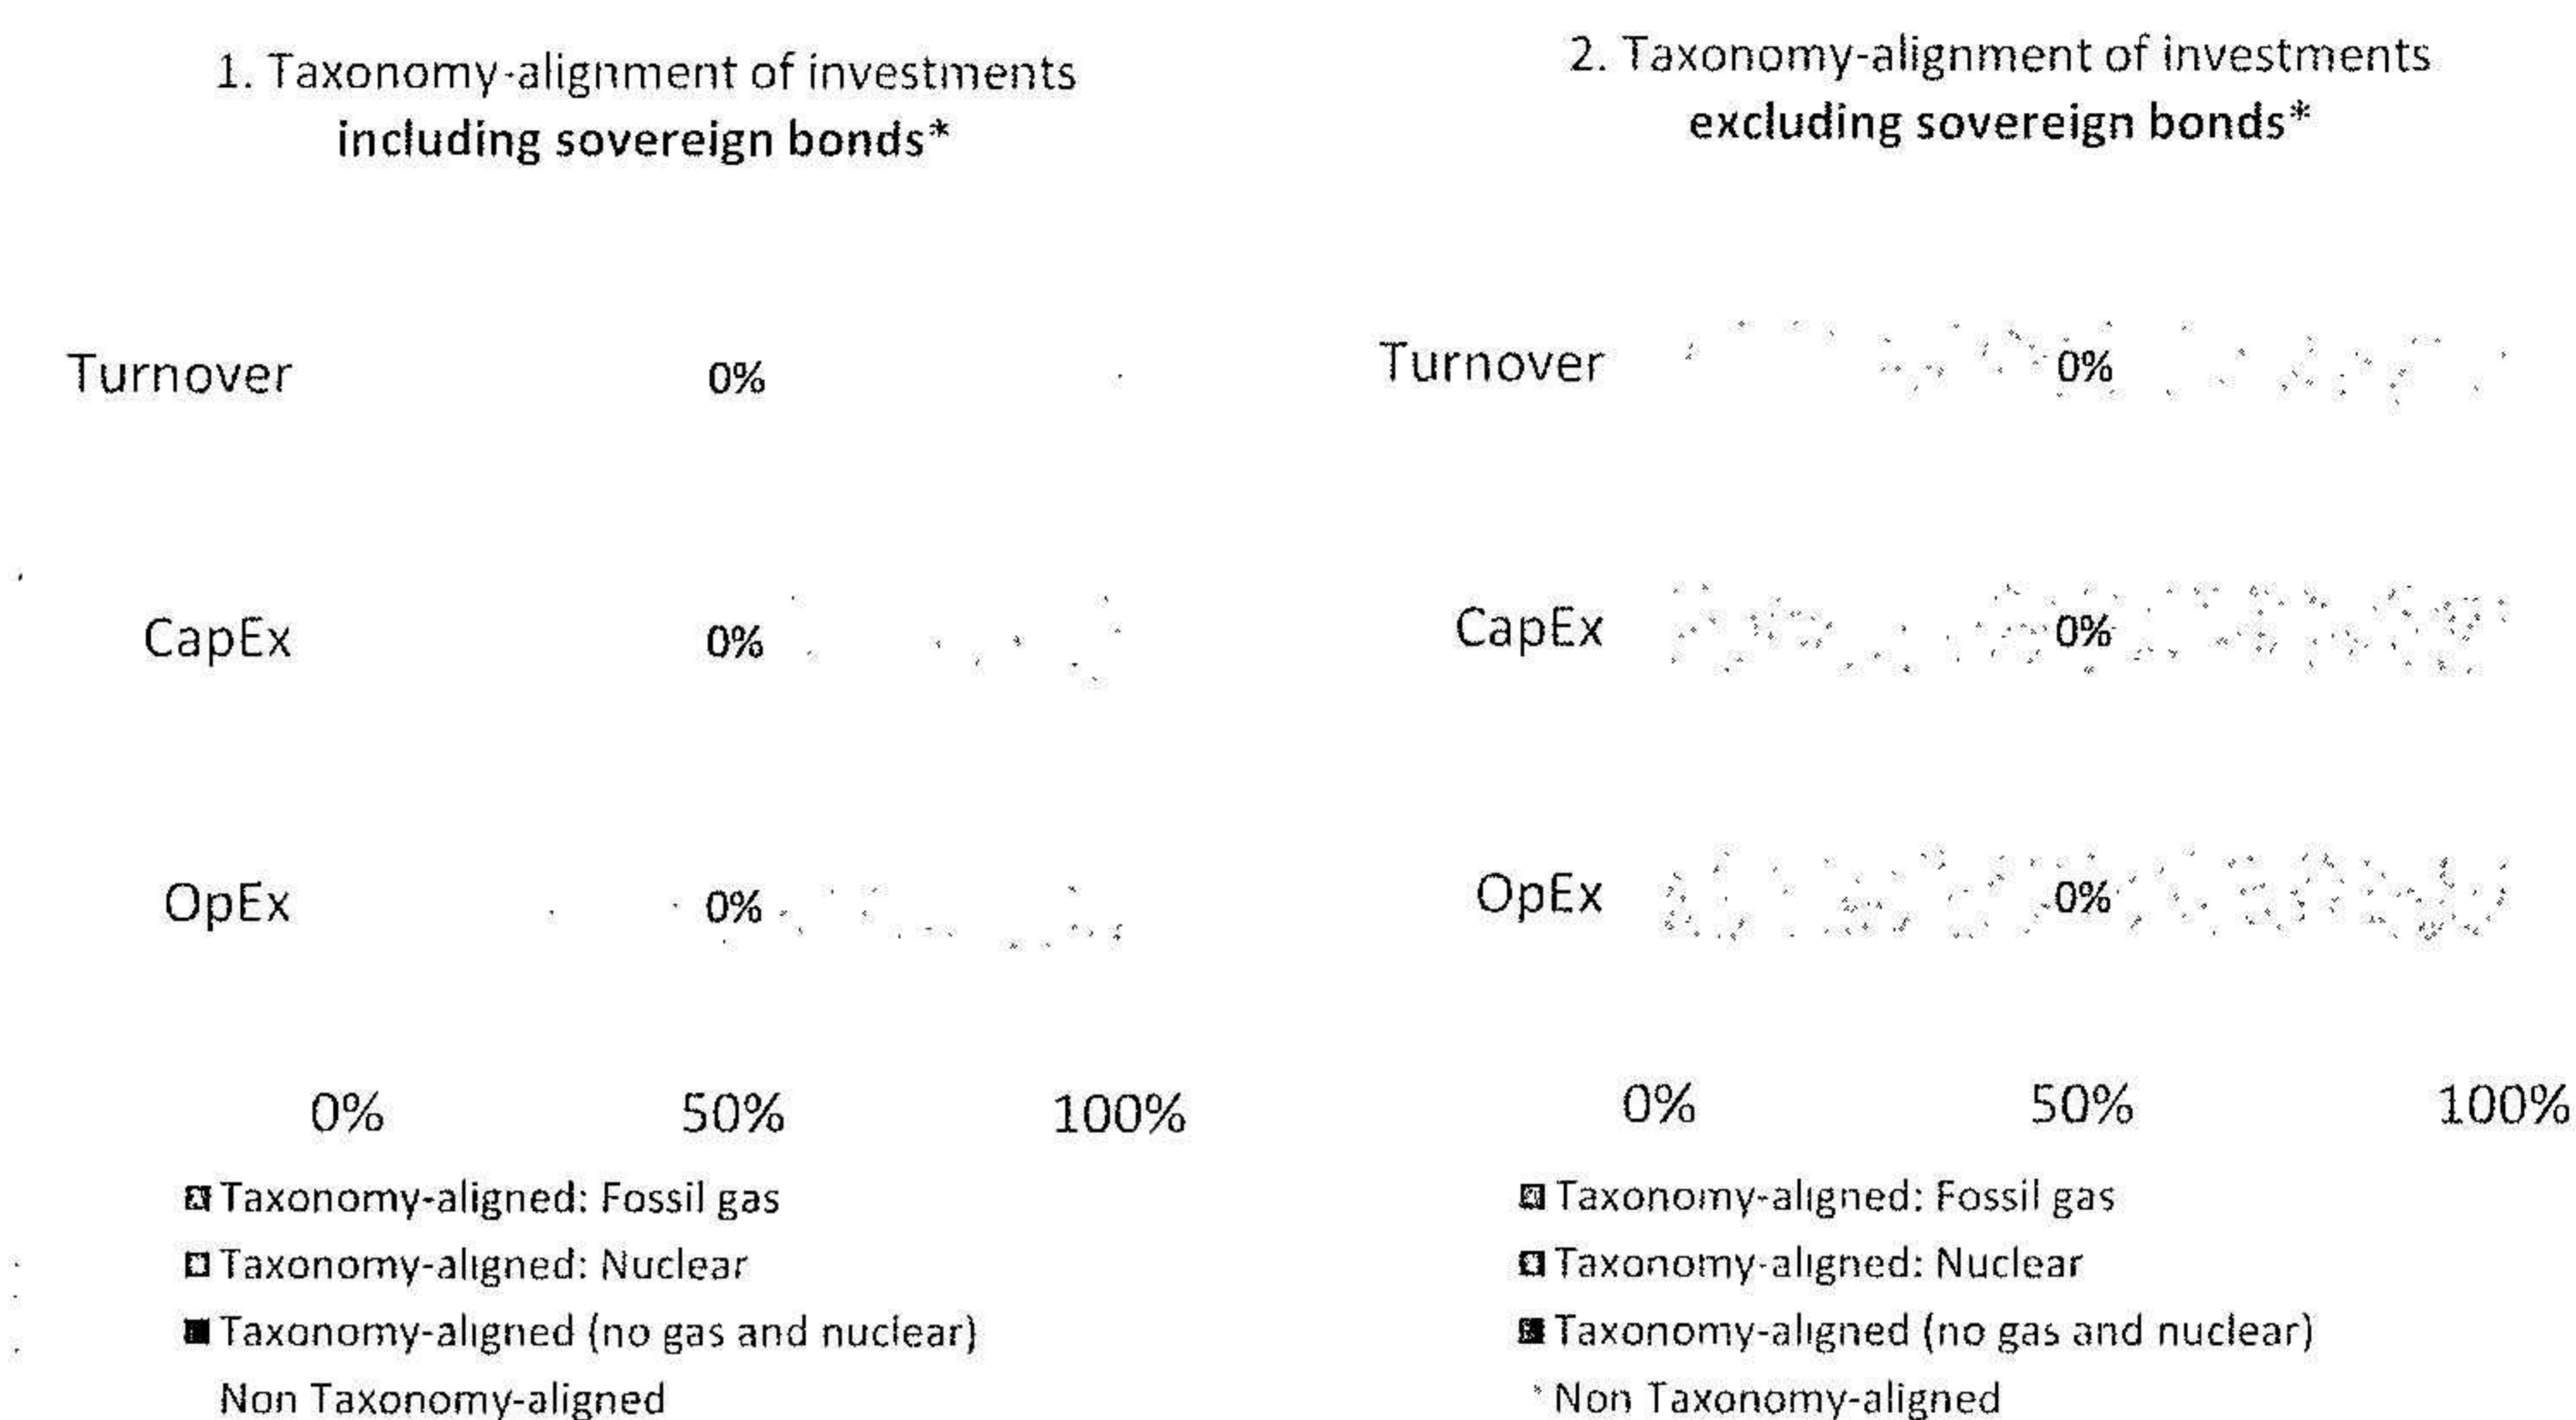 1. Taxonomy-alignment of investments
including sovereign bonds*
Turnover 0%
CapEx 0%
OpEx 0%
0% 50% 100%
Taxonomy-aligned: Fossil gas
Taxonomy-aligned: Nuclear
Taxonomy-aligned (no gas and nuclear)
Non Taxonomy-aligned
2. Taxonomy-alignment of investments
excluding sovereign bonds*
Turnover 0%
CapEx 0%
OpEx 0%
0% 50% 100%
Taxonomy-aligned: Fossil gas
Taxonomy-aligned: Nuclear
Taxonomy-aligned (no gas and nuclear)
Non Taxonomy-aligned